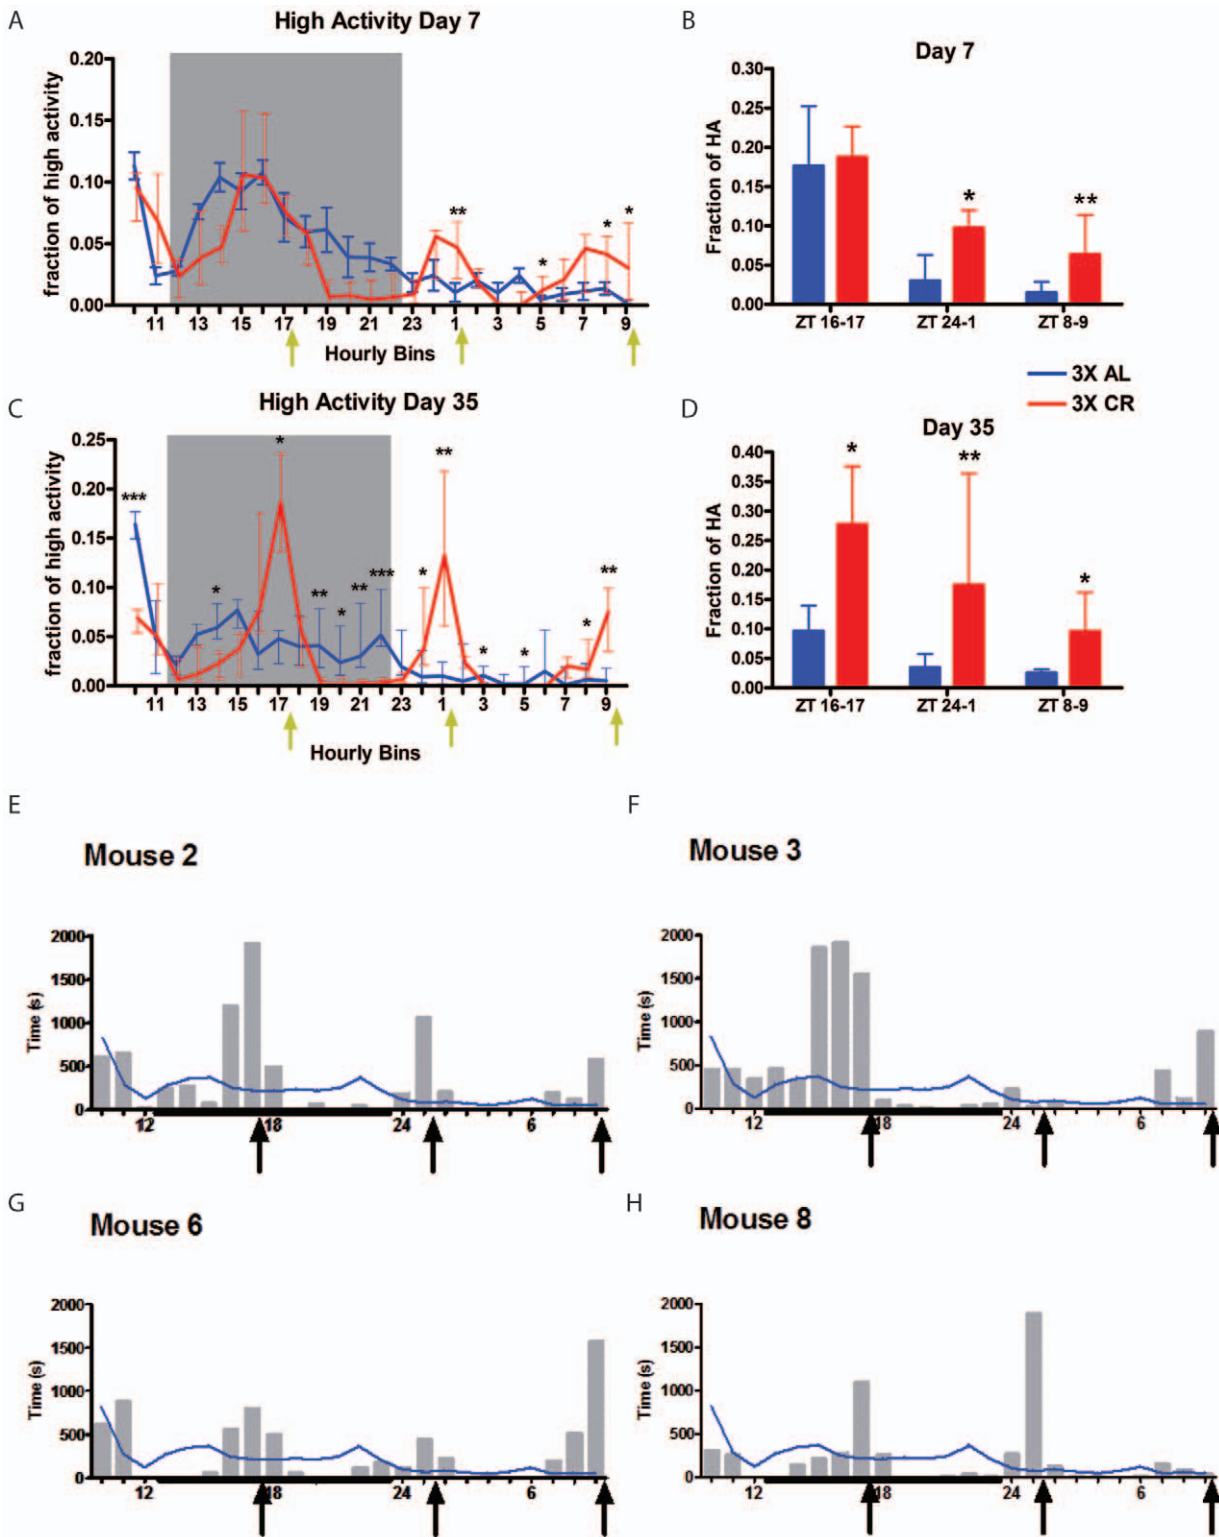 A
High Activity Day 7
fraction of high activity
0.20
0.15
0.10
0.05
0.00
**
*
*
*
11 13 15 17 19 21 23 1 3 5 7 9
Hourly Bins
B
Day 7
Fraction of HA
0.30
0.25
0.20
0.15
0.10
0.05
0.00
*
**
ZT 16-17 ZT 24-1 ZT 8-9
3X AL
3X CR
C
High Activity Day 35
fraction of high activity
0.25
0.20
0.15
0.10
0.05
0.00
***
*
*
**
*
**
***
*
**
*
*
*
**
11 13 15 17 19 21 23 1 3 5 7 9
Hourly Bins
D
Day 35
Fraction of HA
0.40
0.30
0.20
0.10
0.05
0.00
*
**
*
ZT 16-17 ZT 24-1 ZT 8-9
E
Mouse 2
Time (s)
2000
1500
1000
500
0
12 18 24 6
F
Mouse 3
Time (s)
2000
1500
1000
500
0
12 18 24 6
G
Mouse 6
Time (s)
2000
1500
1000
500
0
12 18 24 6
H
Mouse 8
Time (s)
2000
1500
1000
500
0
12 18 24 6